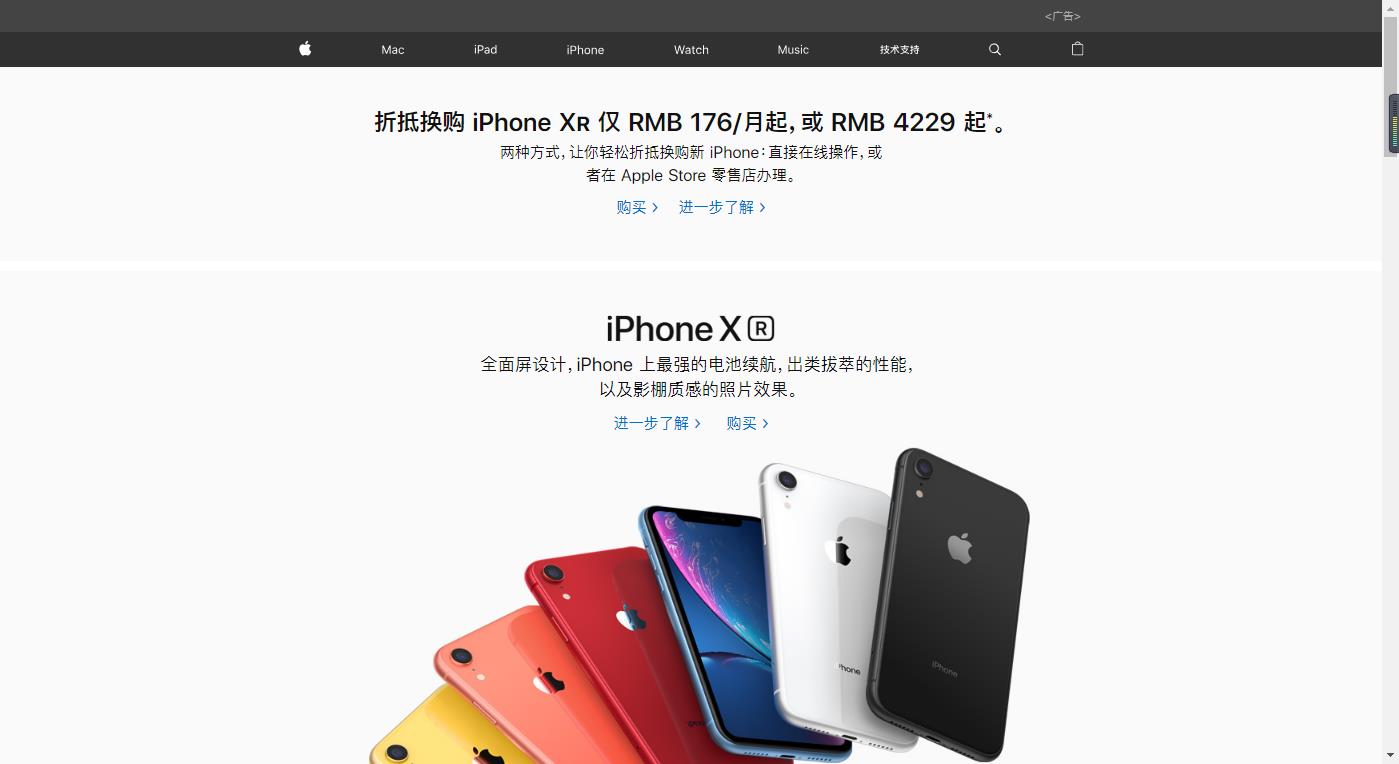 <广告>
Mac iPad iPhone Watch Music 技术支持
折抵换购 iPhone XR 仅 RMB 176/月起，或 RMB 4229 起*。
两种方式，让你轻松折抵换购新 iPhone：直接在线操作，或
者在 Apple Store 零售店办理。
购买 > 进一步了解 >
iPhone XR
全面屏设计，iPhone 上最强的电池续航，出类拔萃的性能，
以及影棚质感的照片效果。
进一步了解 > 购买 >
iPhone
iPhone